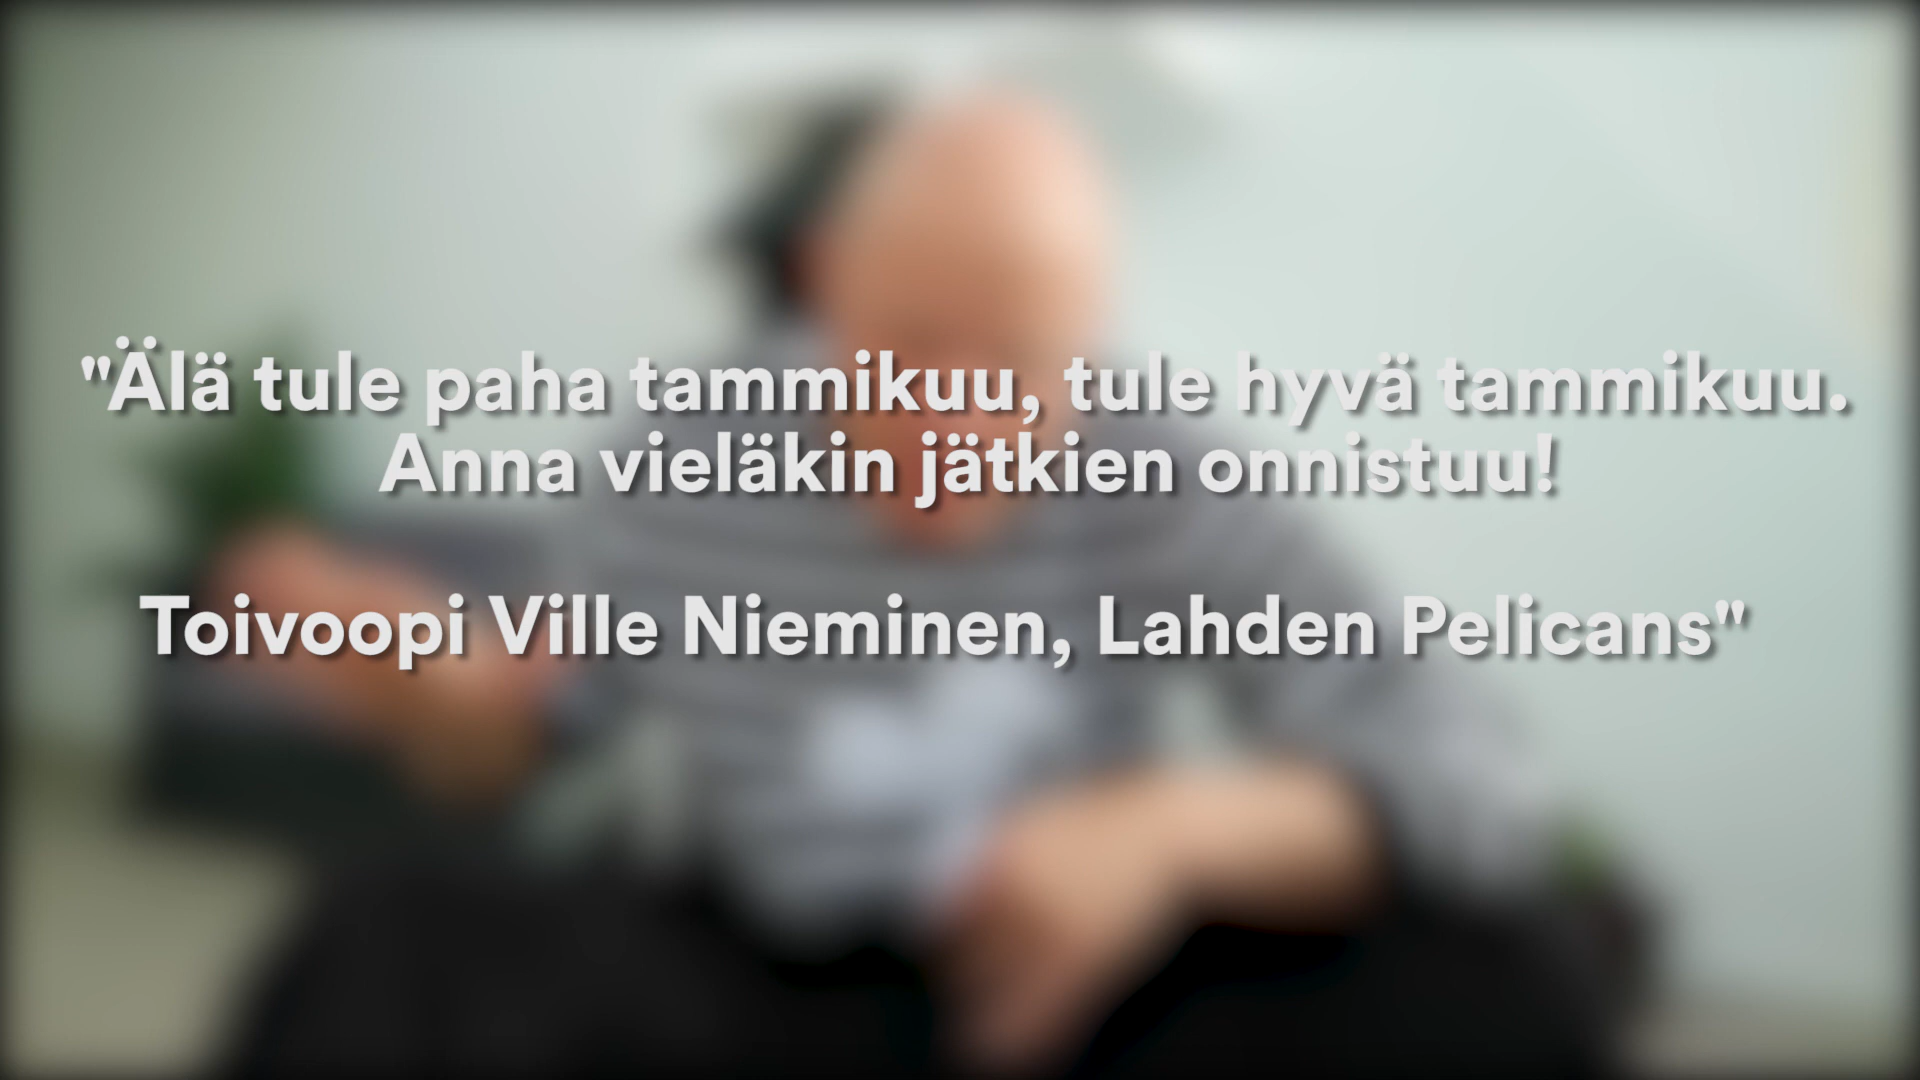 "Älä tule paha tammikuu, tule hyvä tammikuu.
Anna vieläkin jätkien onnistuu!
Toivoopi Ville Nieminen, Lahden Pelicans"